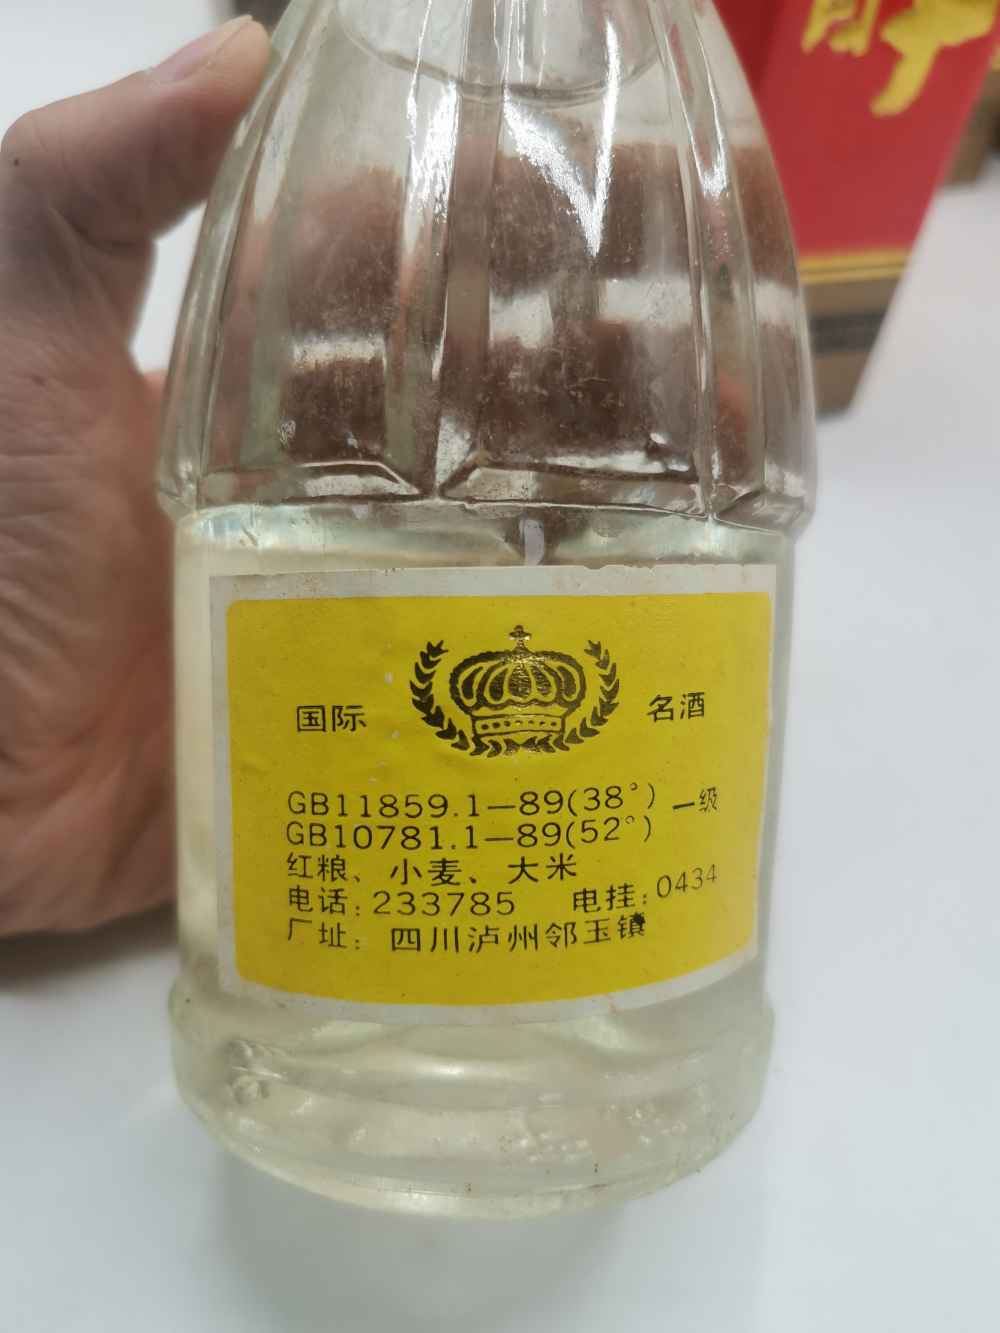 国际 名酒
GB11859.1—89(38°) 一级
GB10781.1—89(52°)
红粮、小麦、大米
电话:233785 电挂:0434
厂址: 四川泸州邻玉镇